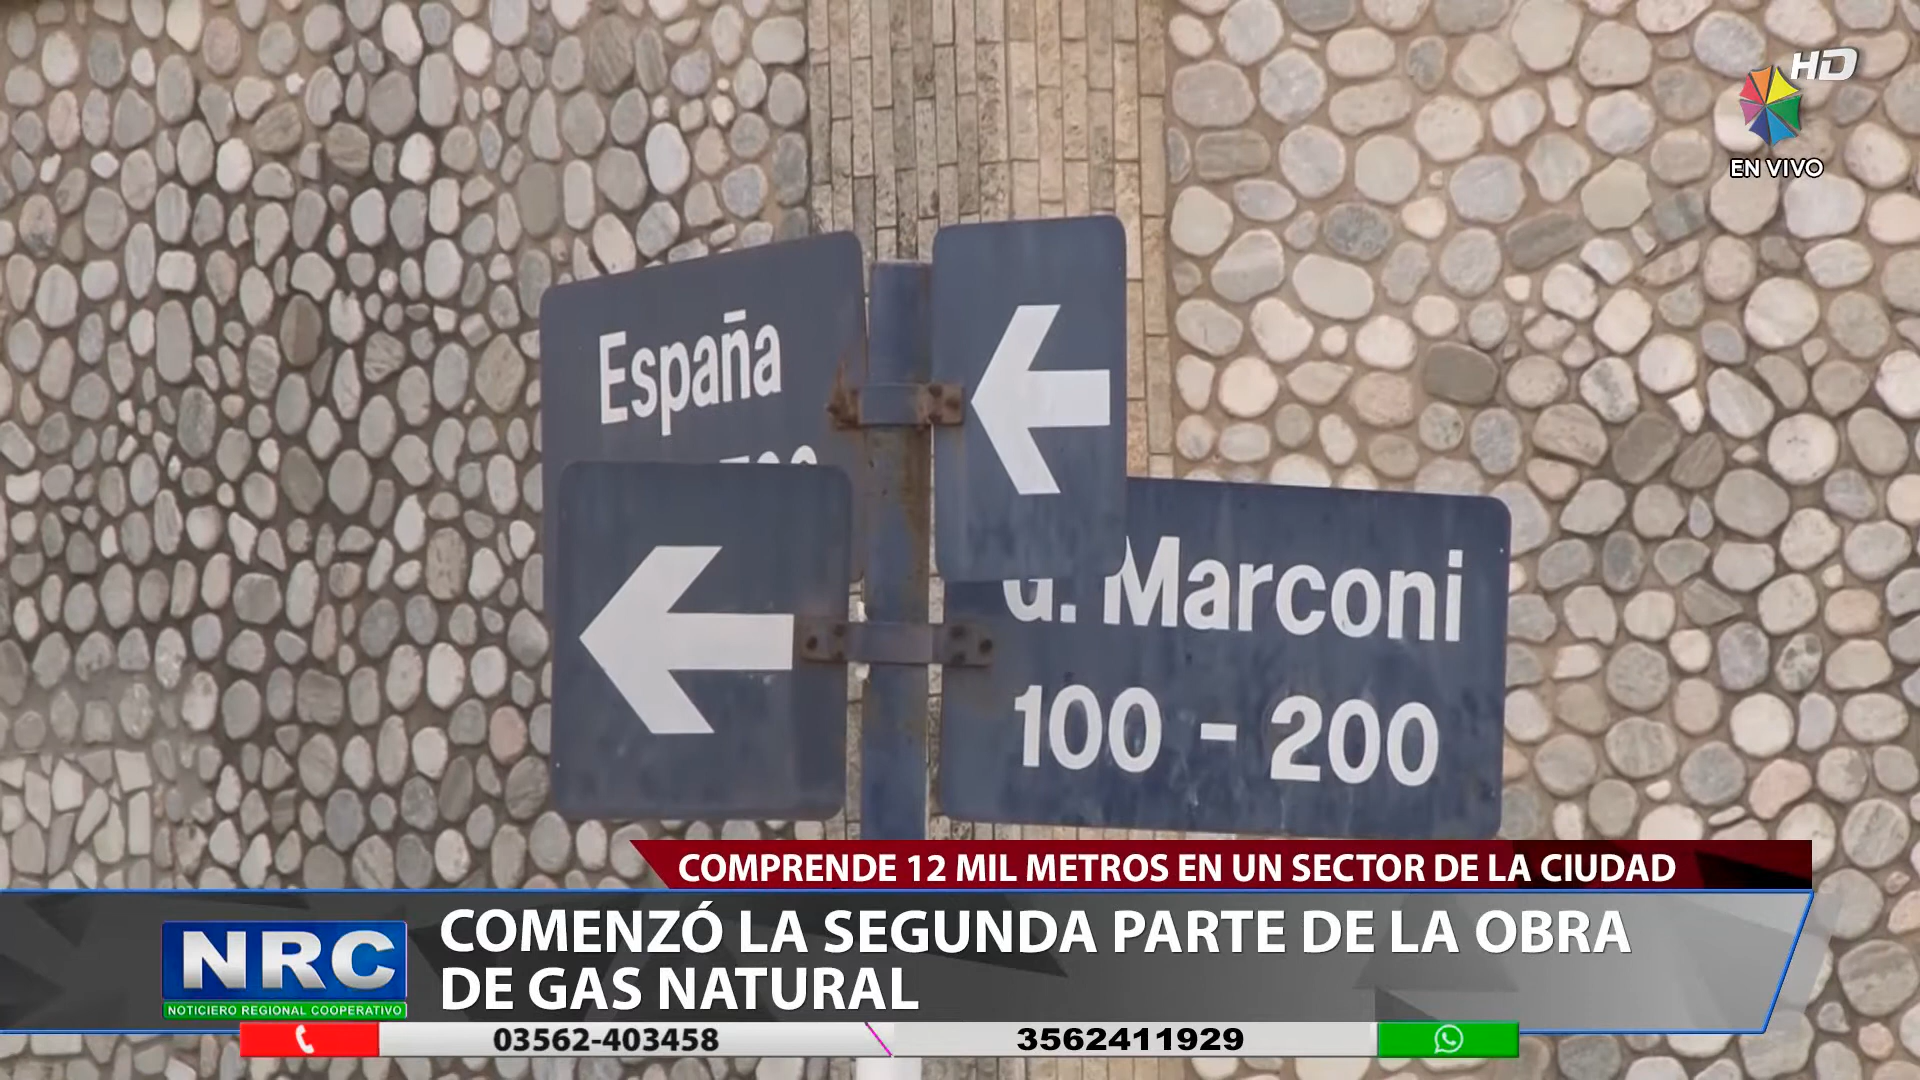 HD
EN VIVO
España
G. Marconi
100 - 200
COMPRENDE 12 MIL METROS EN UN SECTOR DE LA CIUDAD
COMENZÓ LA SEGUNDA PARTE DE LA OBRA
DE GAS NATURAL
NRC
NOTICIERO REGIONAL COOPERATIVO
03562-403458
3562411929